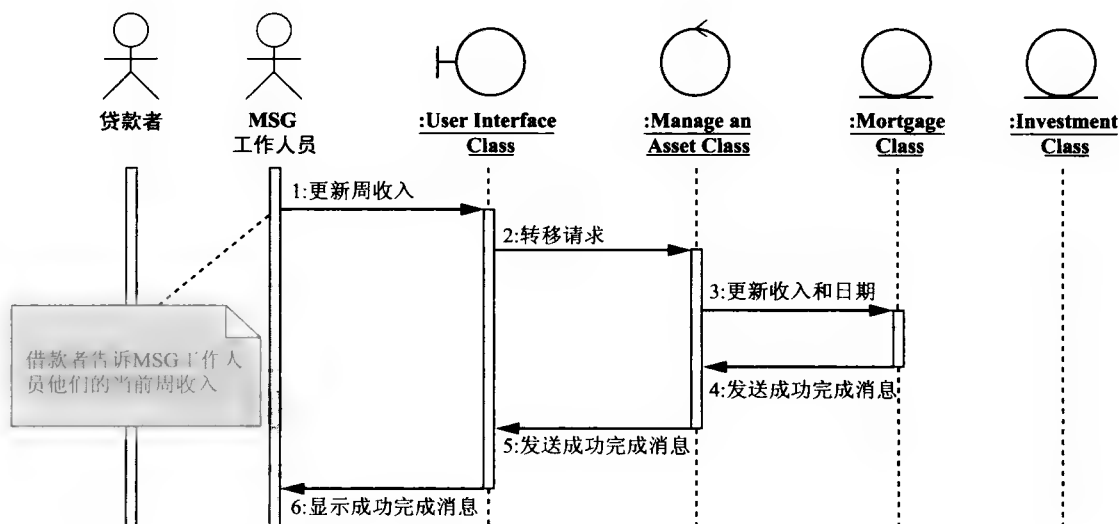 贷款者
MSG
工作人员
:User Interface
Class
:Manage an
Asset Class
:Mortgage
Class
:Investment
Class
1:更新周收入
2:转移请求
3:更新收入和日期
借款者告诉MSG工作人
员他们的当前周收入
4:发送成功完成消息
5:发送成功完成消息
6:显示成功完成消息